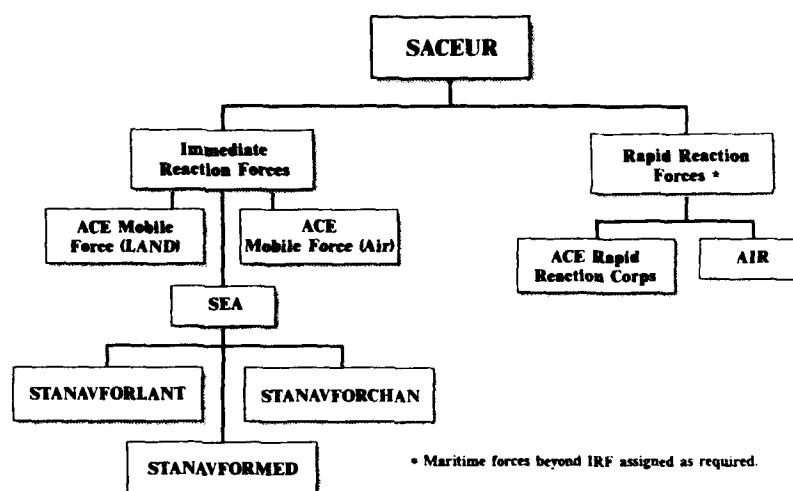 SACEUR
Immediate
Reaction Forces
Rapid Reaction
Forces *
ACE Mobile
Force (LAND)
ACE
Mobile Force (Air)
ACE Rapid
Reaction Corps
AIR
SEA
STANAVFORLANT
STANAVFORCHAN
STANAVFORMED
* Maritime forces beyond IRF assigned as required.